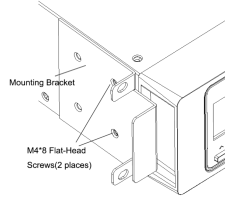 Mounting Bracket
M4*8 Flat-Head
Screws(2 places)